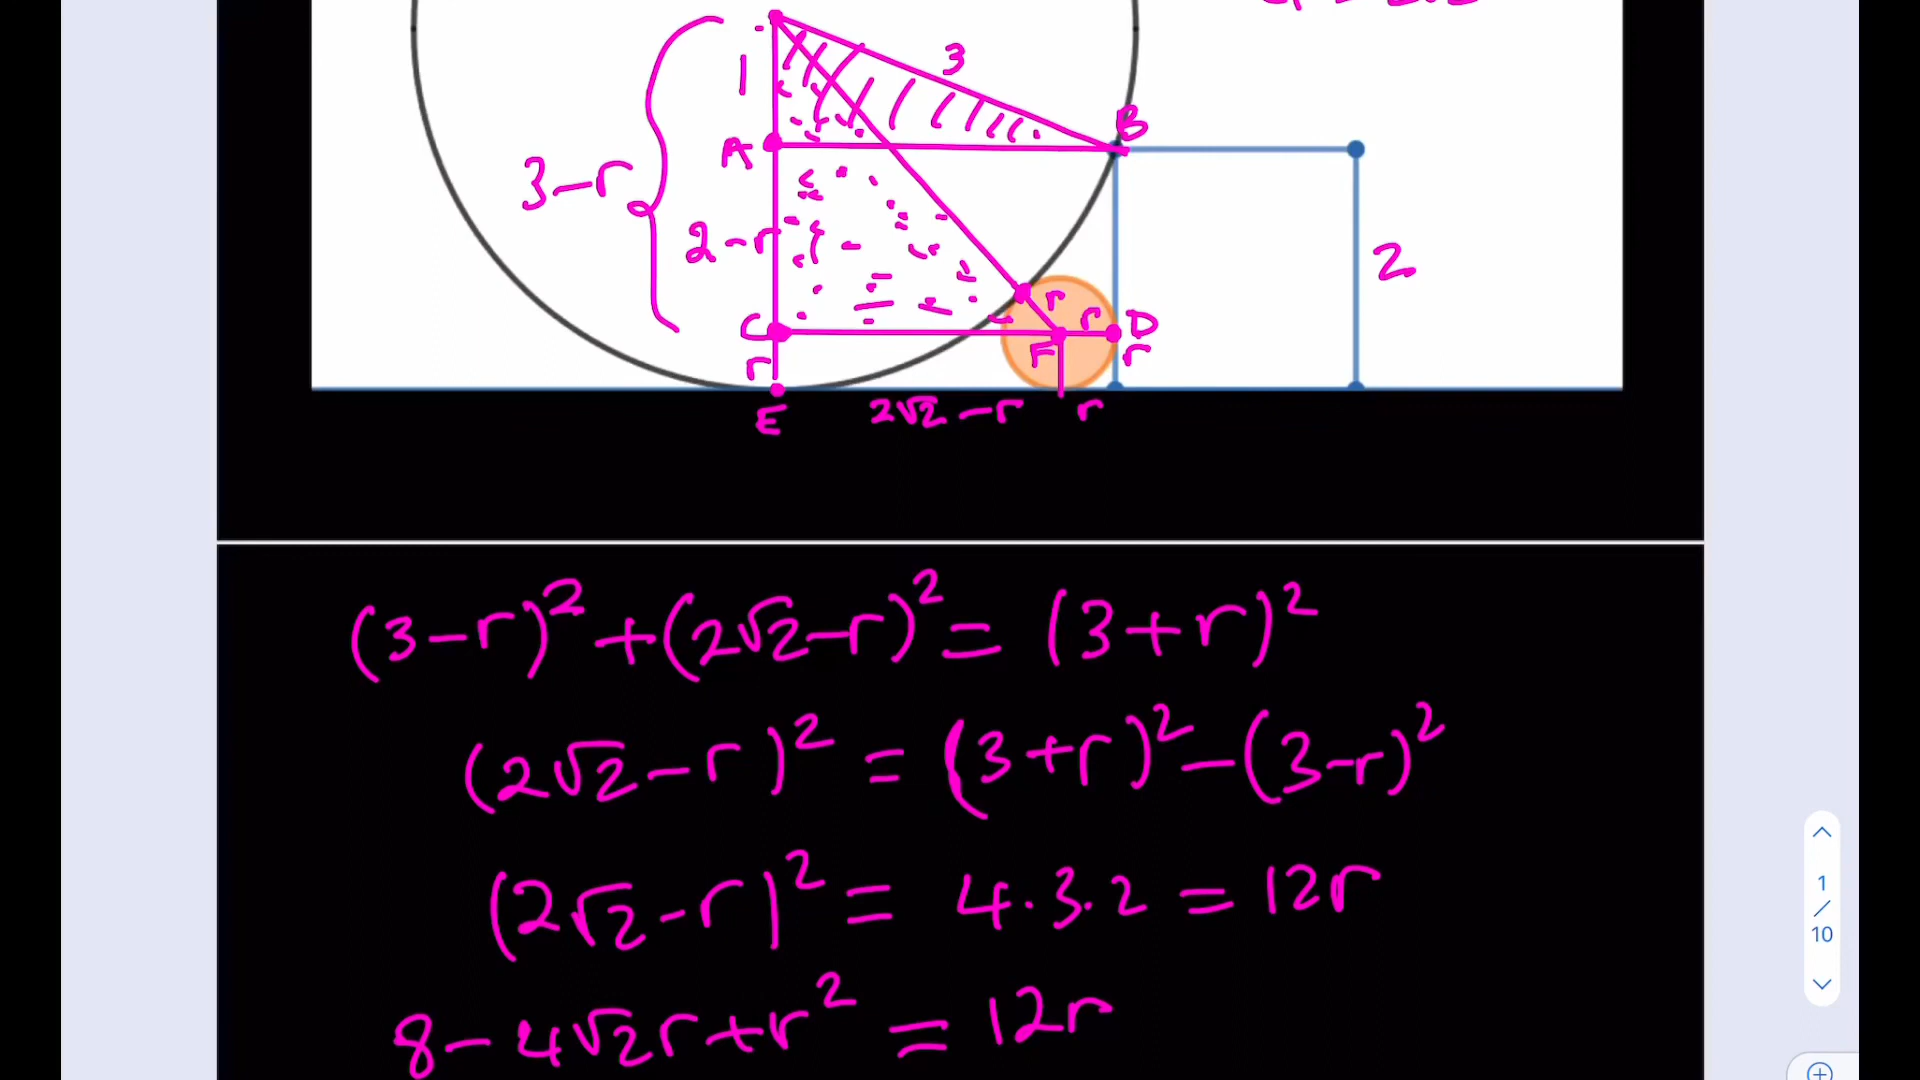 1
3
B
A
3-r
2-r
2
C
r
r
D
F
r
r
E
2√2-r
r
(3-r)²+(2√2-r)²=(3+r)²
(2√2-r)²=(3+r)²-(3-r)²
(2√2-r)²=4·3·2=12r
8-4√2r+r²=12r
1
/
10